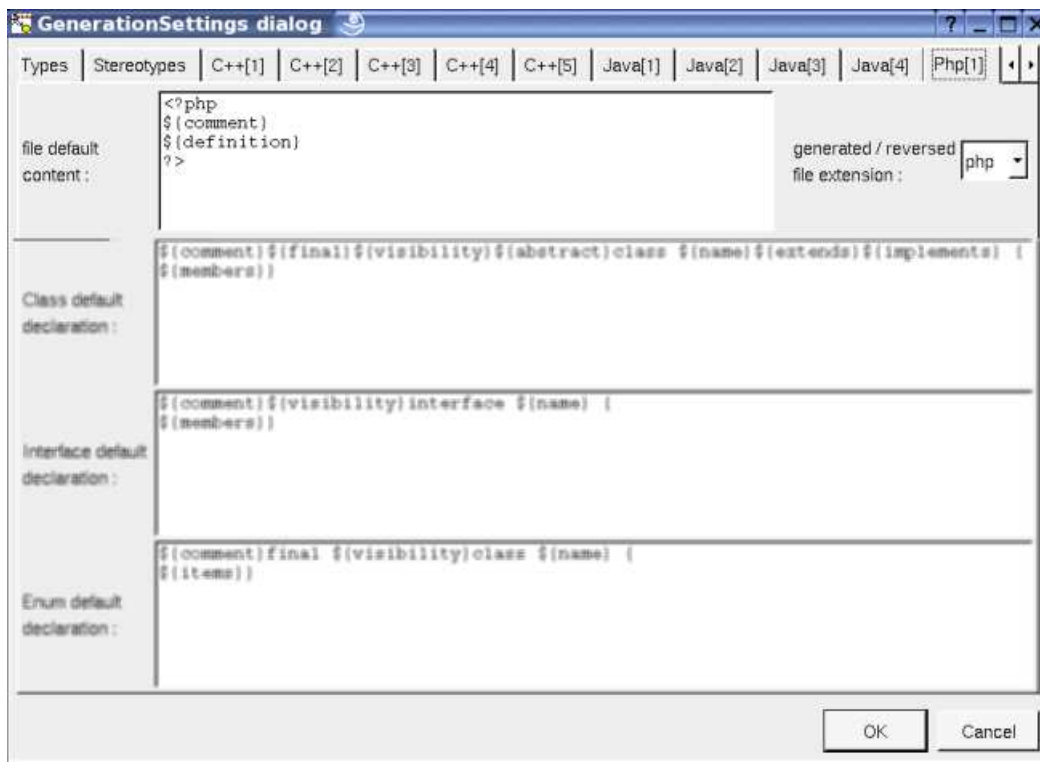 GenerationSettings dialog
Types Stereotypes C++[1] C++[2] C++[3] C++[4] C++[5] Java[1] Java[2] Java[3] Java[4] Php[1]
file default
content :
<?php
${comment}
${definition}
?>
generated / reversed
file extension :
php
Class default
declaration :
${comment}${final}${visibility}${abstract}class ${name}${extends}${implements} {
${members}}
Interface default
declaration :
${comment}${visibility}interface ${name} {
${members}}
Enum default
declaration :
${comment}final ${visibility}class ${name} {
${items}}
OK
Cancel